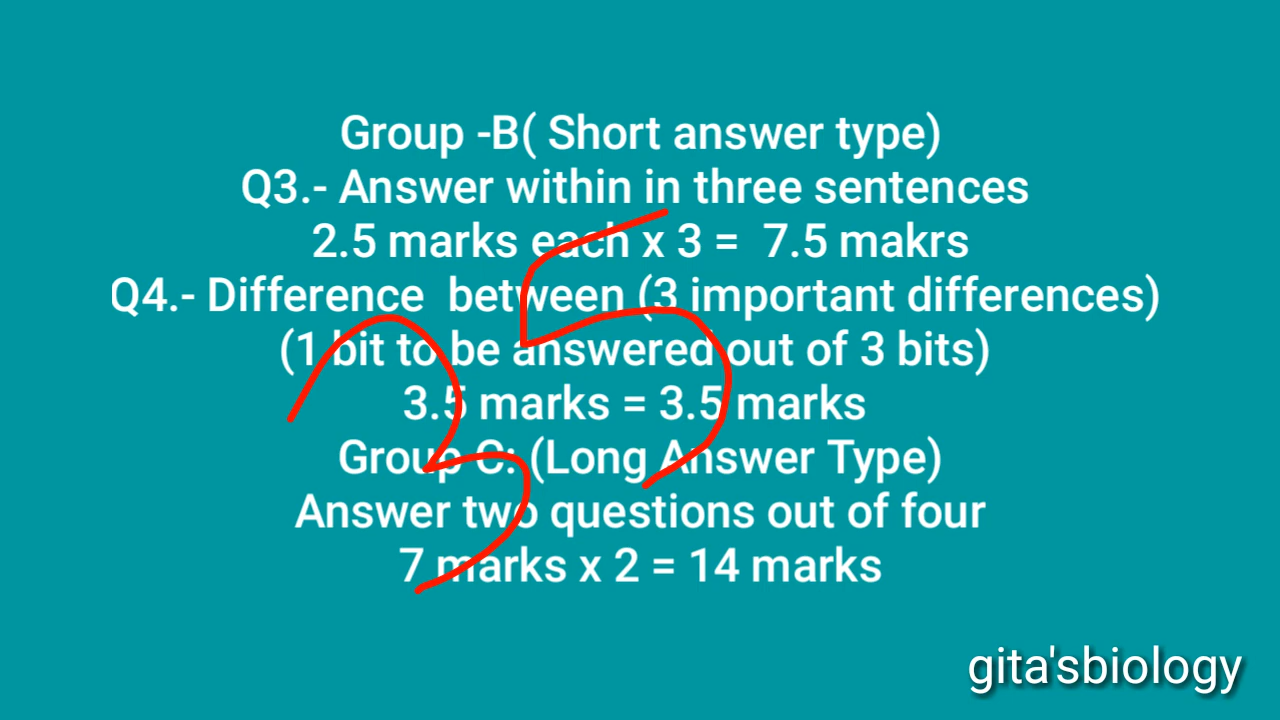 Group -B( Short answer type)
Q3.- Answer within in three sentences
2.5 marks each x 3 =  7.5 makrs
Q4.- Difference  between (3 important differences)
(1 bit to be answered out of 3 bits)
3.5 marks = 3.5 marks
Group C: (Long Answer Type)
Answer two questions out of four
7 marks x 2 = 14 marks
35
gita'sbiology